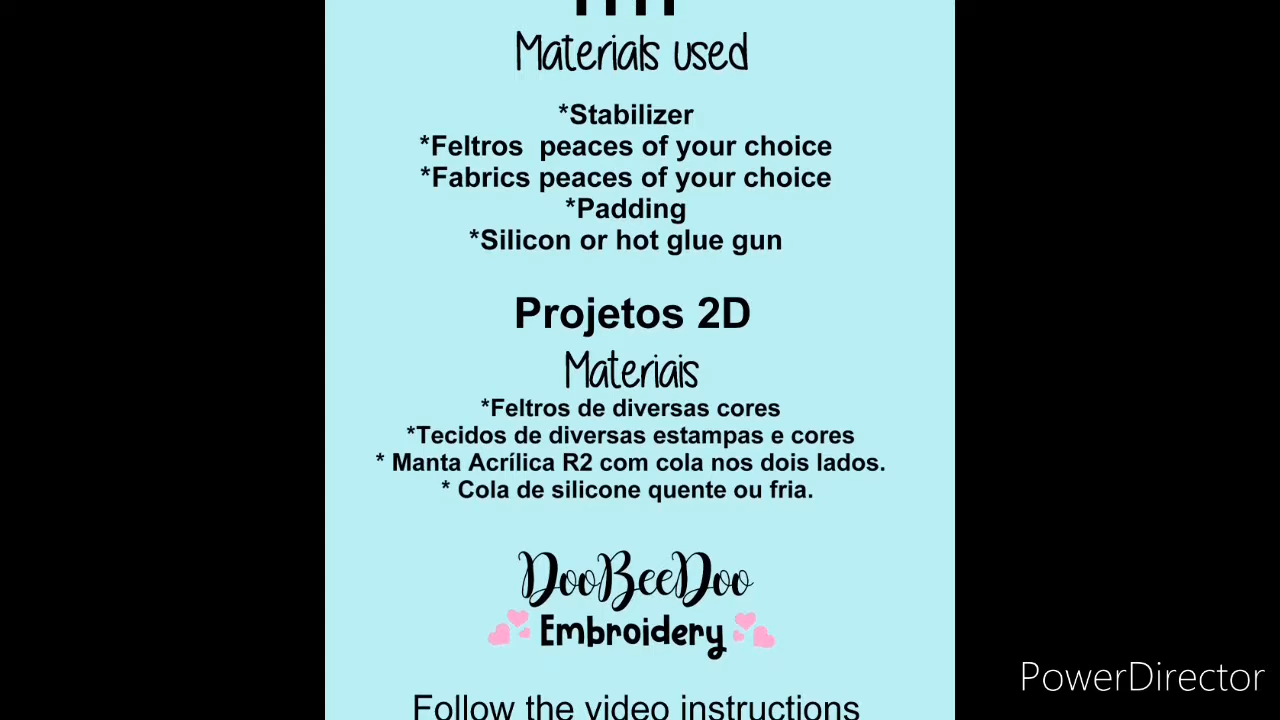 Materials used
*Stabilizer
*Feltros peaces of your choice
*Fabrics peaces of your choice
*Padding
*Silicon or hot glue gun
Projetos 2D
Materiais
*Feltros de diversas cores
*Tecidos de diversas estampas e cores
* Manta Acrílica R2 com cola nos dois lados.
* Cola de silicone quente ou fria.
DooBeeDoo
Embroidery
Follow the video instructions
PowerDirector